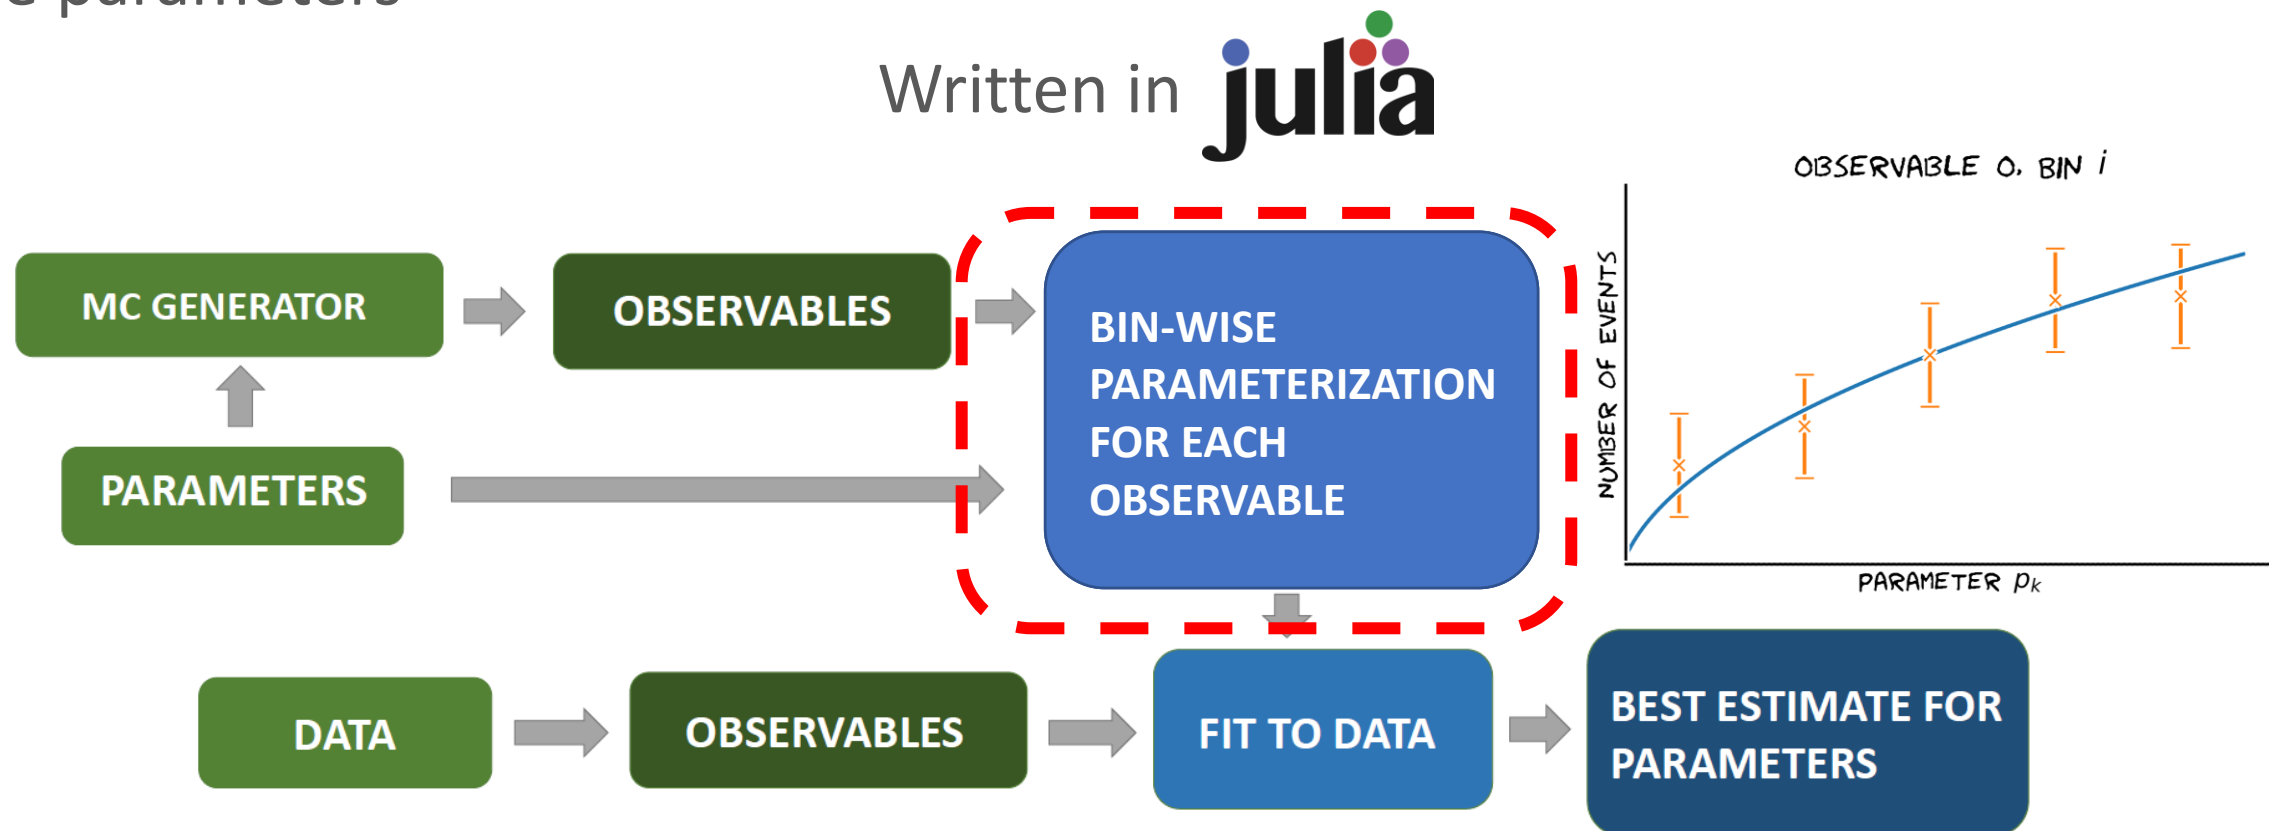 e parameters
Written in julia
OBSERVABLE O, BIN i
MC GENERATOR
OBSERVABLES
BIN-WISE
PARAMETERIZATION
FOR EACH
OBSERVABLE
NUMBER OF EVENTS
PARAMETERS
PARAMETER pk
DATA
OBSERVABLES
FIT TO DATA
BEST ESTIMATE FOR
PARAMETERS